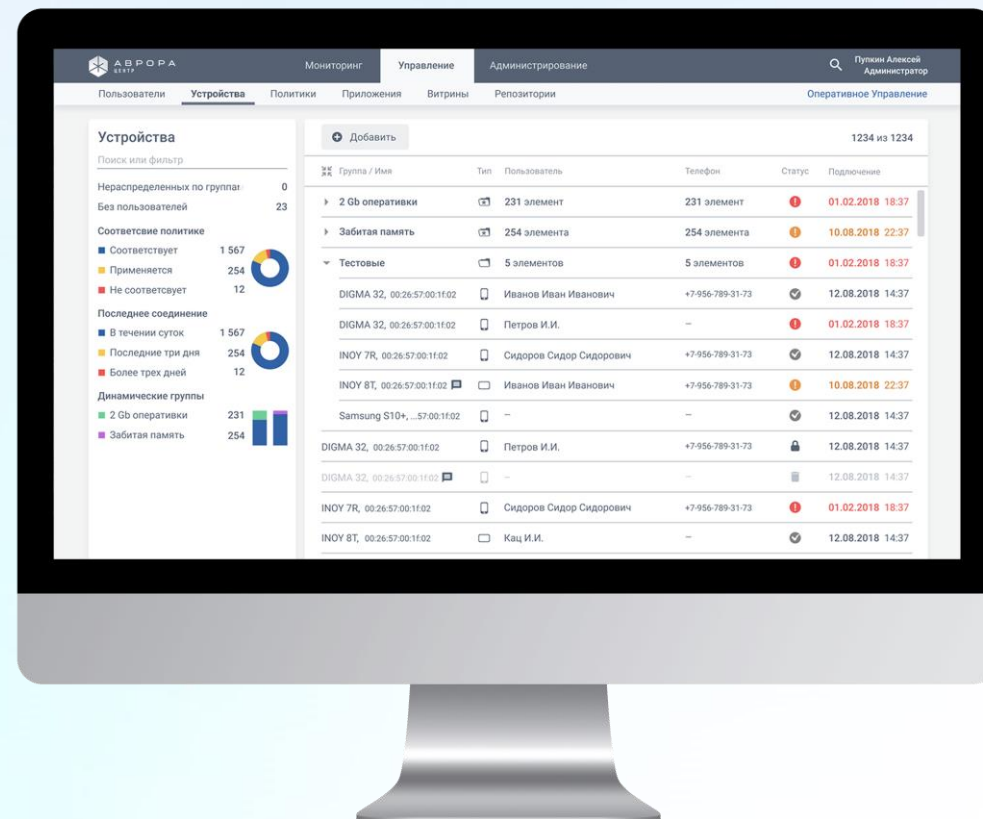 АВРОРА
ЦЕНТР
Мониторинг Управление Администрирование
Пупкин Алексей
Администратор
Пользователи Устройства Политики Приложения Витрины Репозитории Оперативное Управление
Устройства
Поиск или фильтр
Нераспределенных по группам 0
Без пользователей 23
Соответсвие политике
Соответствует 1 567
Применяется 254
Не соответсвует 12
Последнее соединение
В течении суток 1 567
Последние три дня 254
Более трех дней 12
Динамические группы
2 Gb оперативки 231
Забитая память 254
Добавить 1234 из 1234
Группа / Имя Тип Пользователь Телефон Статус Подлючение
2 Gb оперативки 231 элемент 231 элемент 01.02.2018 18:37
Забитая память 254 элемента 254 элемента 10.08.2018 22:37
Тестовые 5 элементов 5 элементов 01.02.2018 18:37
DIGMA 32, 00:26:57:00:1f:02 Иванов Иван Иванович +7-956-789-31-73 12.08.2018 14:37
DIGMA 32, 00:26:57:00:1f:02 Петров И.И. – 01.02.2018 18:37
INOY 7R, 00:26:57:00:1f:02 Сидоров Сидор Сидорович +7-956-789-31-73 12.08.2018 14:37
INOY 8T, 00:26:57:00:1f:02 Иванов Иван Иванович +7-956-789-31-73 10.08.2018 22:37
Samsung S10+, ...57:00:1f:02 – – 12.08.2018 14:37
DIGMA 32, 00:26:57:00:1f:02 Петров И.И. +7-956-789-31-73 12.08.2018 14:37
DIGMA 32, 00:26:57:00:1f:02 – – 12.08.2018 14:37
INOY 7R, 00:26:57:00:1f:02 Сидоров Сидор Сидорович +7-956-789-31-73 01.02.2018 18:37
INOY 8T, 00:26:57:00:1f:02 Кац И.И. – 12.08.2018 14:37